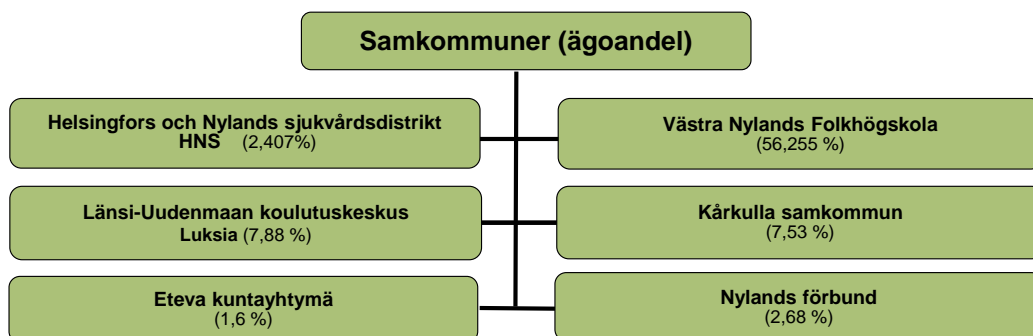 Samkommuner (ägoandel)
Helsingfors och Nylands sjukvårdsdistrikt
HNS (2,407%)
Västra Nylands Folkhögskola
(56,255 %)
Länsi-Uudenmaan koulutuskeskus
Luksia (7,88 %)
Kårkulla samkommun
(7,53 %)
Eteva kuntayhtymä
(1,6 %)
Nylands förbund
(2,68 %)